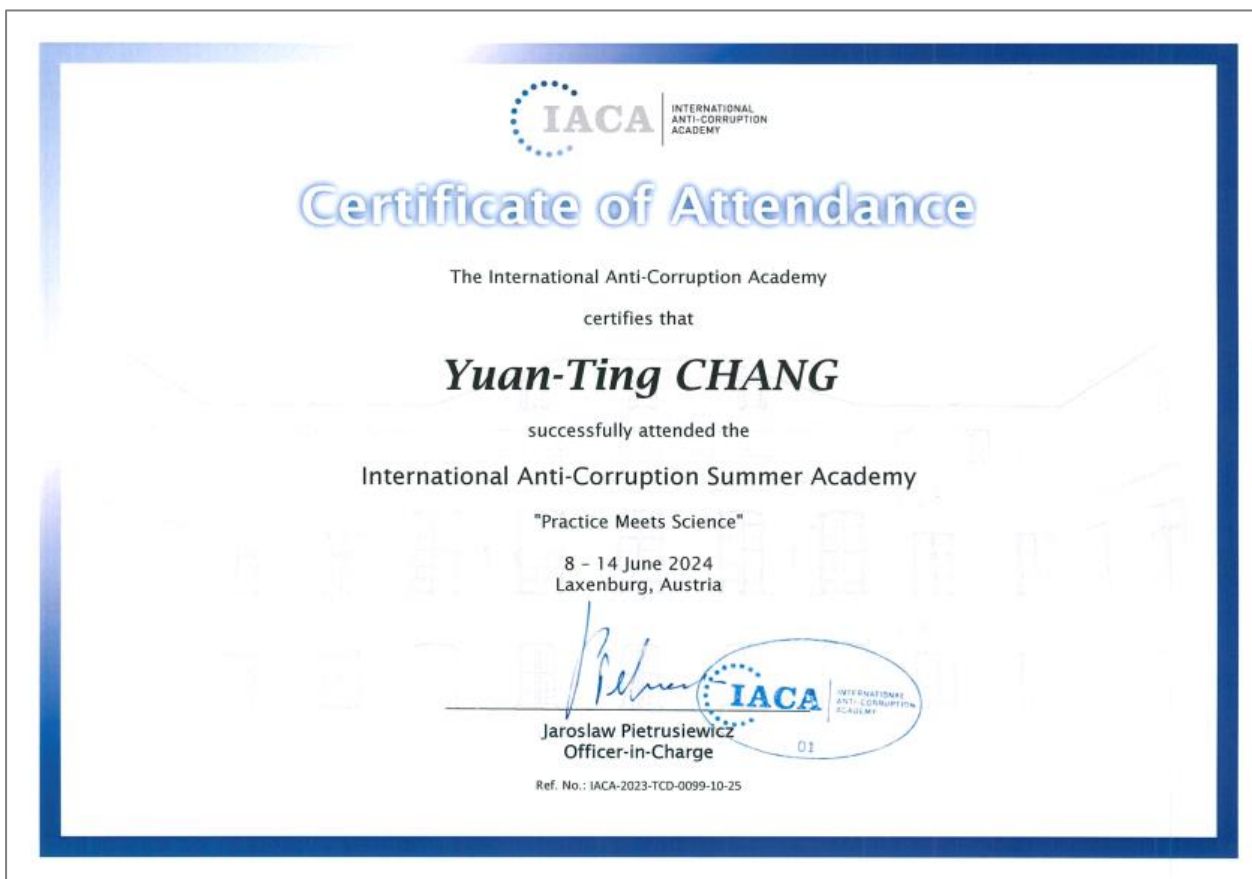 IACA
INTERNATIONAL
ANTI-CORRUPTION
ACADEMY
Certificate of Attendance
The International Anti-Corruption Academy
certifies that
Yuan-Ting CHANG
successfully attended the
International Anti-Corruption Summer Academy
"Practice Meets Science"
8 – 14 June 2024
Laxenburg, Austria
IACA
INTERNATIONAL
ANTI-CORRUPTION
ACADEMY
01
Jaroslaw Pietrusiewicz
Officer-in-Charge
Ref. No.: IACA-2023-TCD-0099-10-25